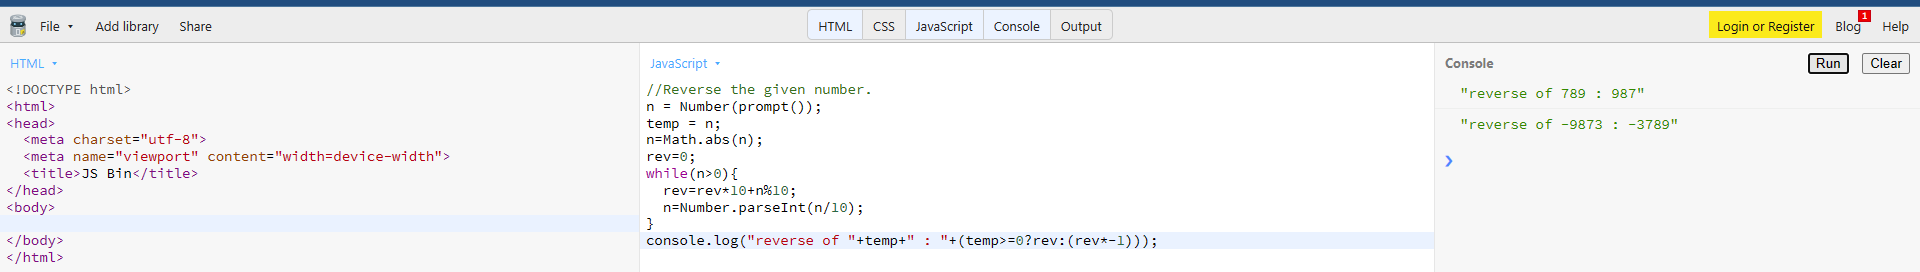 File Add library Share HTML CSS JavaScript Console Output Login or Register Blog 1 Help
HTML
<!DOCTYPE html>
<html>
<head>
  <meta charset="utf-8">
  <meta name="viewport" content="width=device-width">
  <title>JS Bin</title>
</head>
<body>

</body>
</html>
JavaScript
//Reverse the given number.
n = Number(prompt());
temp = n;
n=Math.abs(n);
rev=0;
while(n>0){
  rev=rev*10+n%10;
  n=Number.parseInt(n/10);
}
console.log("reverse of "+temp+" : "+(temp>=0?rev:(rev*-1)));
Console Run Clear
"reverse of 789 : 987"
"reverse of -9873 : -3789"